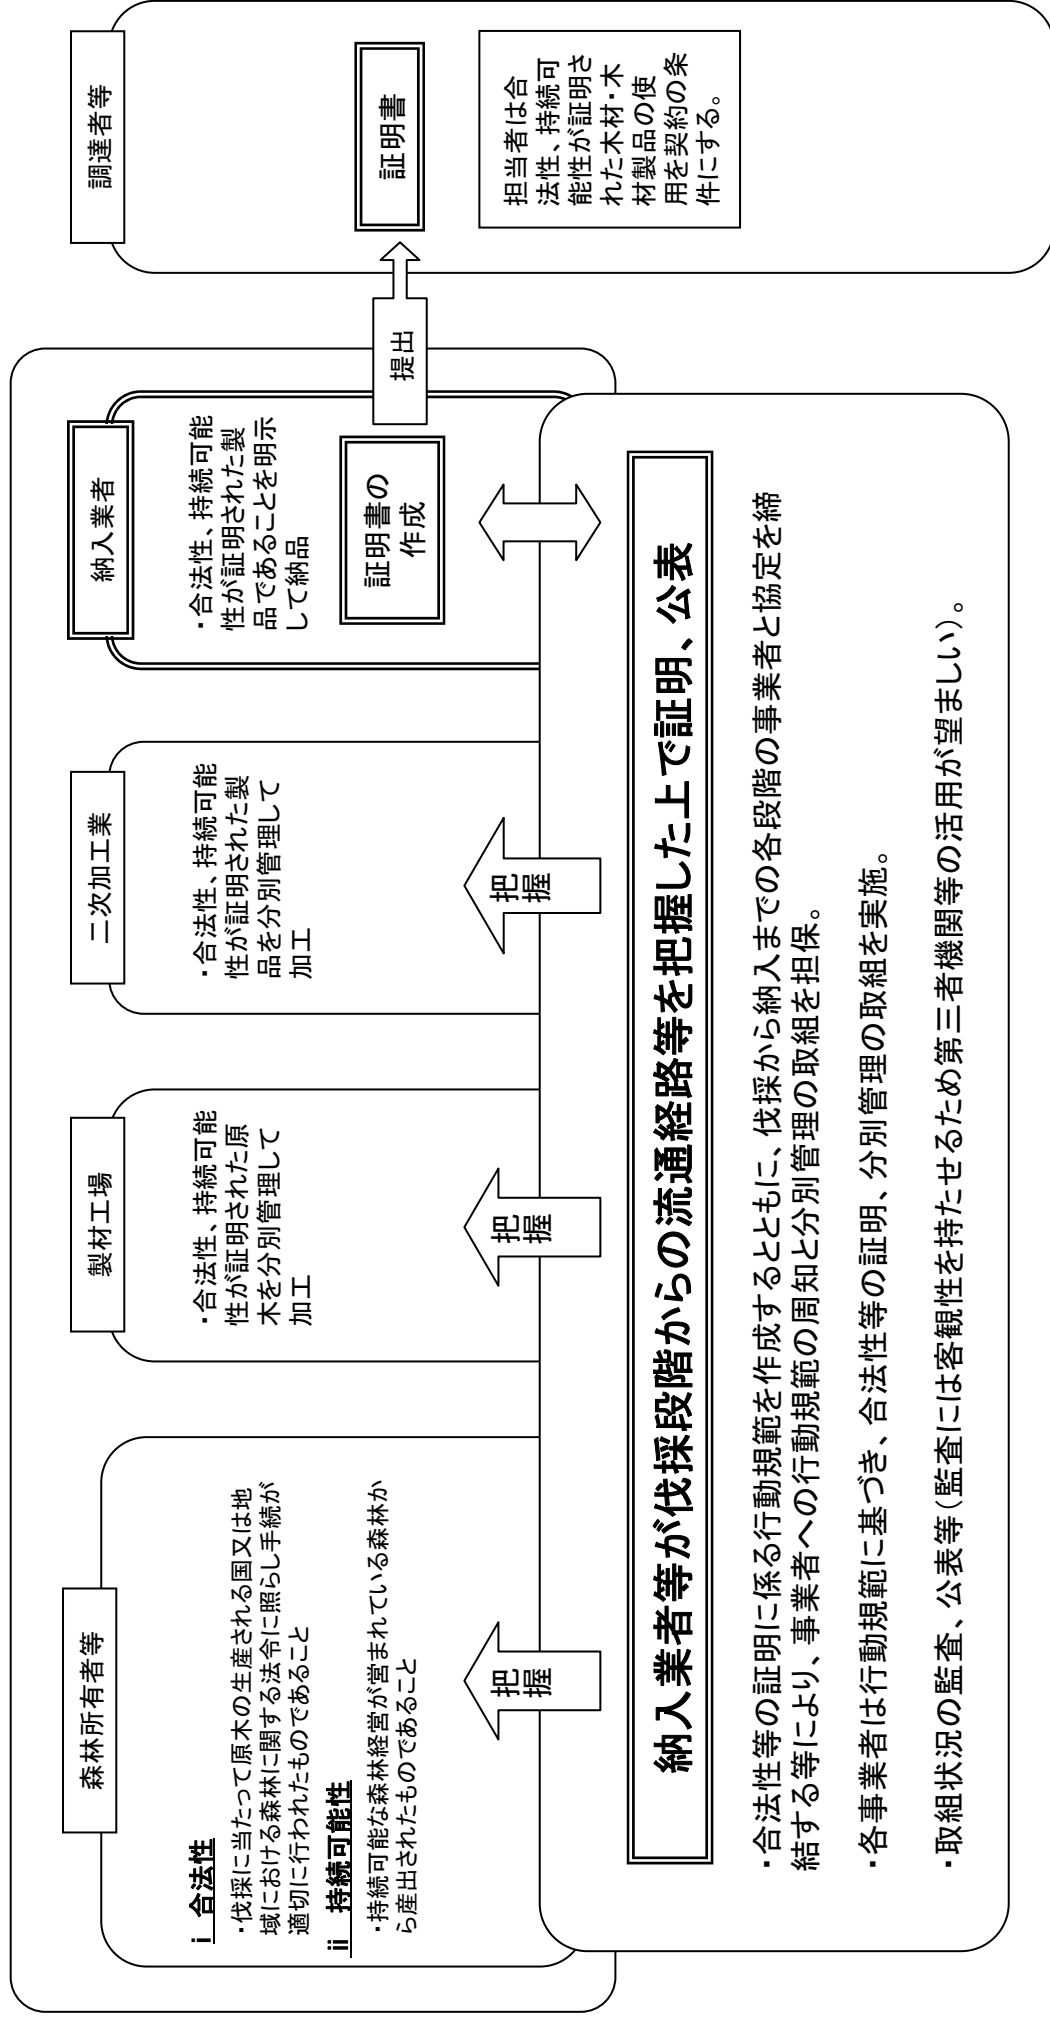 森林所有者等
ⅰ 合法性
・伐採に当たって原木の生産される国又は地
域における森林に関する法令に照らし手続が
適切に行われたものであること
ⅱ 持続可能性
・持続可能な森林経営が営まれている森林か
ら産出されたものであること
把
握
製材工場
・合法性、持続可能
性が証明された原
木を分別管理して
加工
把
握
二次加工業
・合法性、持続可能
性が証明された製
品を分別管理して
加工
把
握
納入業者
・合法性、持続可能
性が証明された製
品であることを明示
して納品
証明書の
作成
提出
調達者等
証明書
担当者は合
法性、持続可
能性が証明さ
れた木材・木
材製品の使
用を契約の条
件にする。
納入業者等が伐採段階からの流通経路等を把握した上で証明、公表
・合法性等の証明に係る行動規範を作成するとともに、伐採から納入までの各段階の事業者と協定を締
結する等により、事業者への行動規範の周知と分別管理の取組を担保。
・各事業者は行動規範に基づき、合法性等の証明、分別管理の取組を実施。
・取組状況の監査、公表等（監査には客観性を持たせるため第三者機関等の活用が望ましい）。